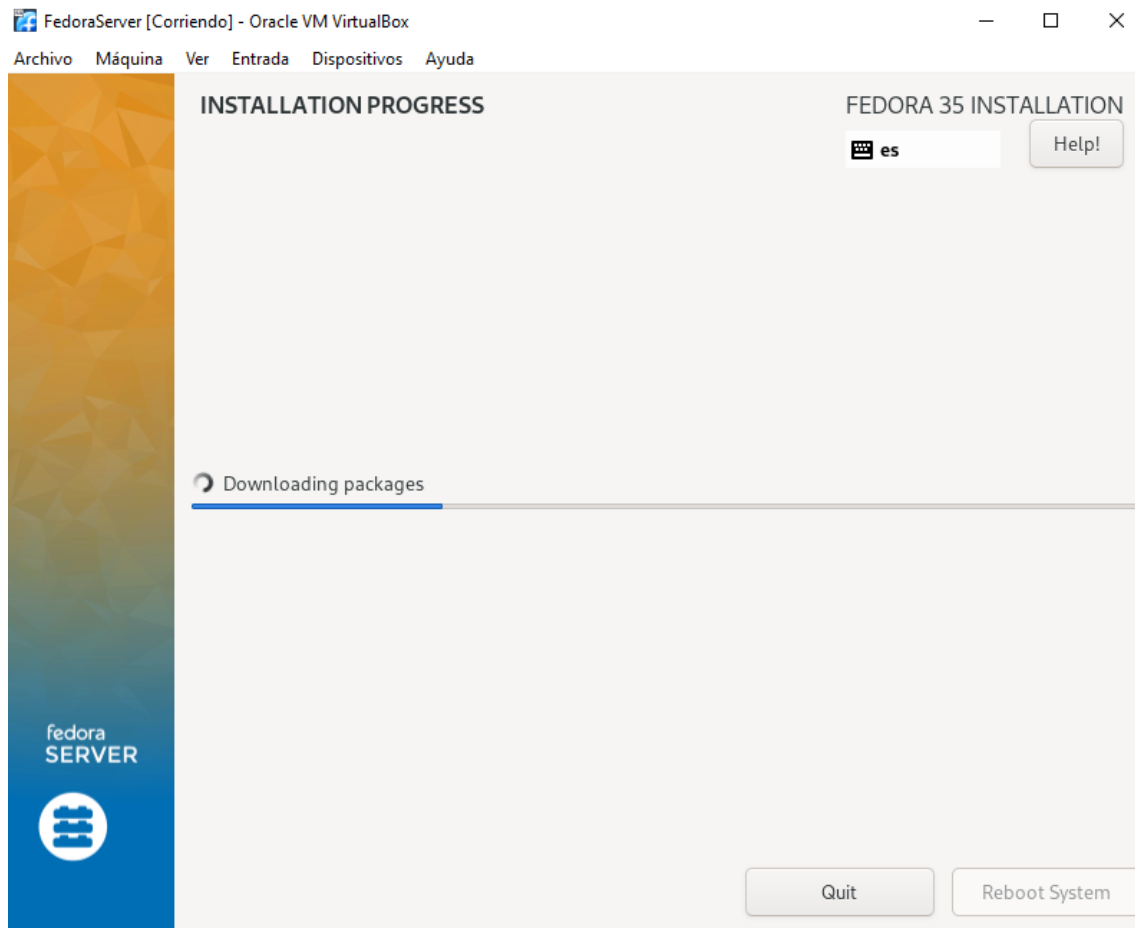 FedoraServer [Corriendo] - Oracle VM VirtualBox
Archivo Máquina Ver Entrada Dispositivos Ayuda
INSTALLATION PROGRESS
FEDORA 35 INSTALLATION
es
Help!
Downloading packages
fedora
SERVER
Quit
Reboot System